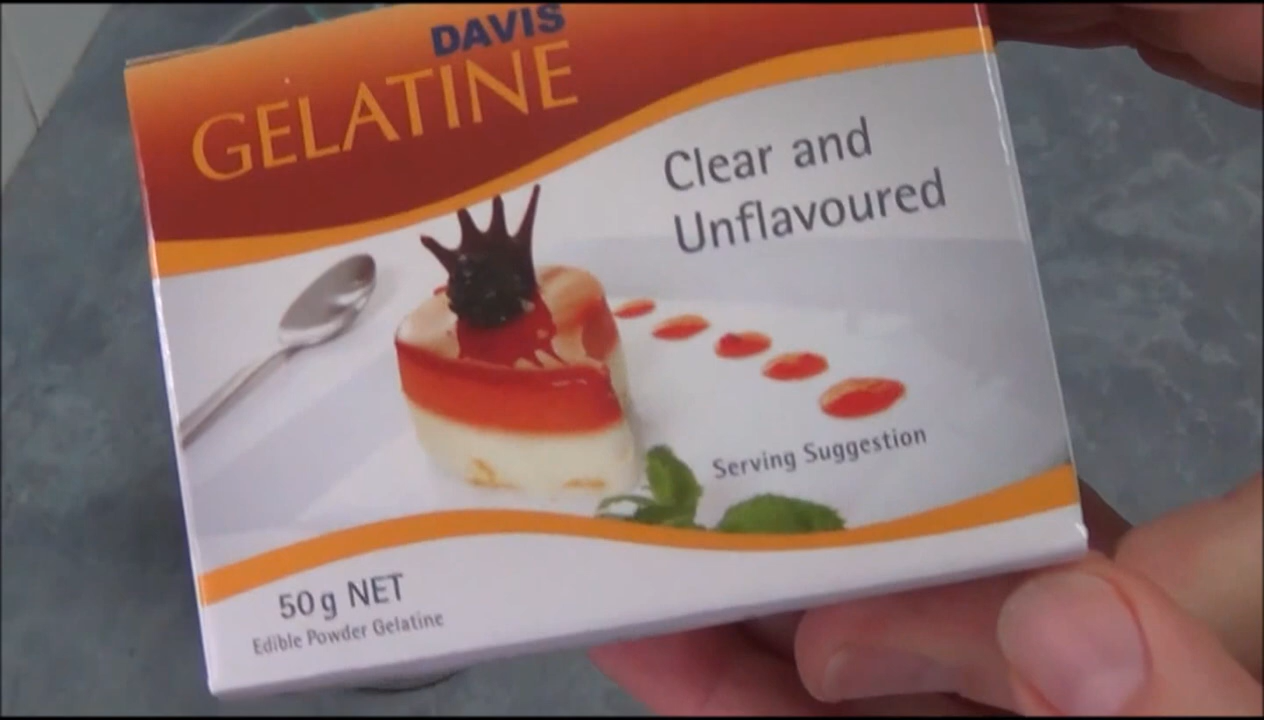 DAVIS
GELATINE
Clear and
Unflavoured
Serving Suggestion
50g NET
Edible Powder Gelatine